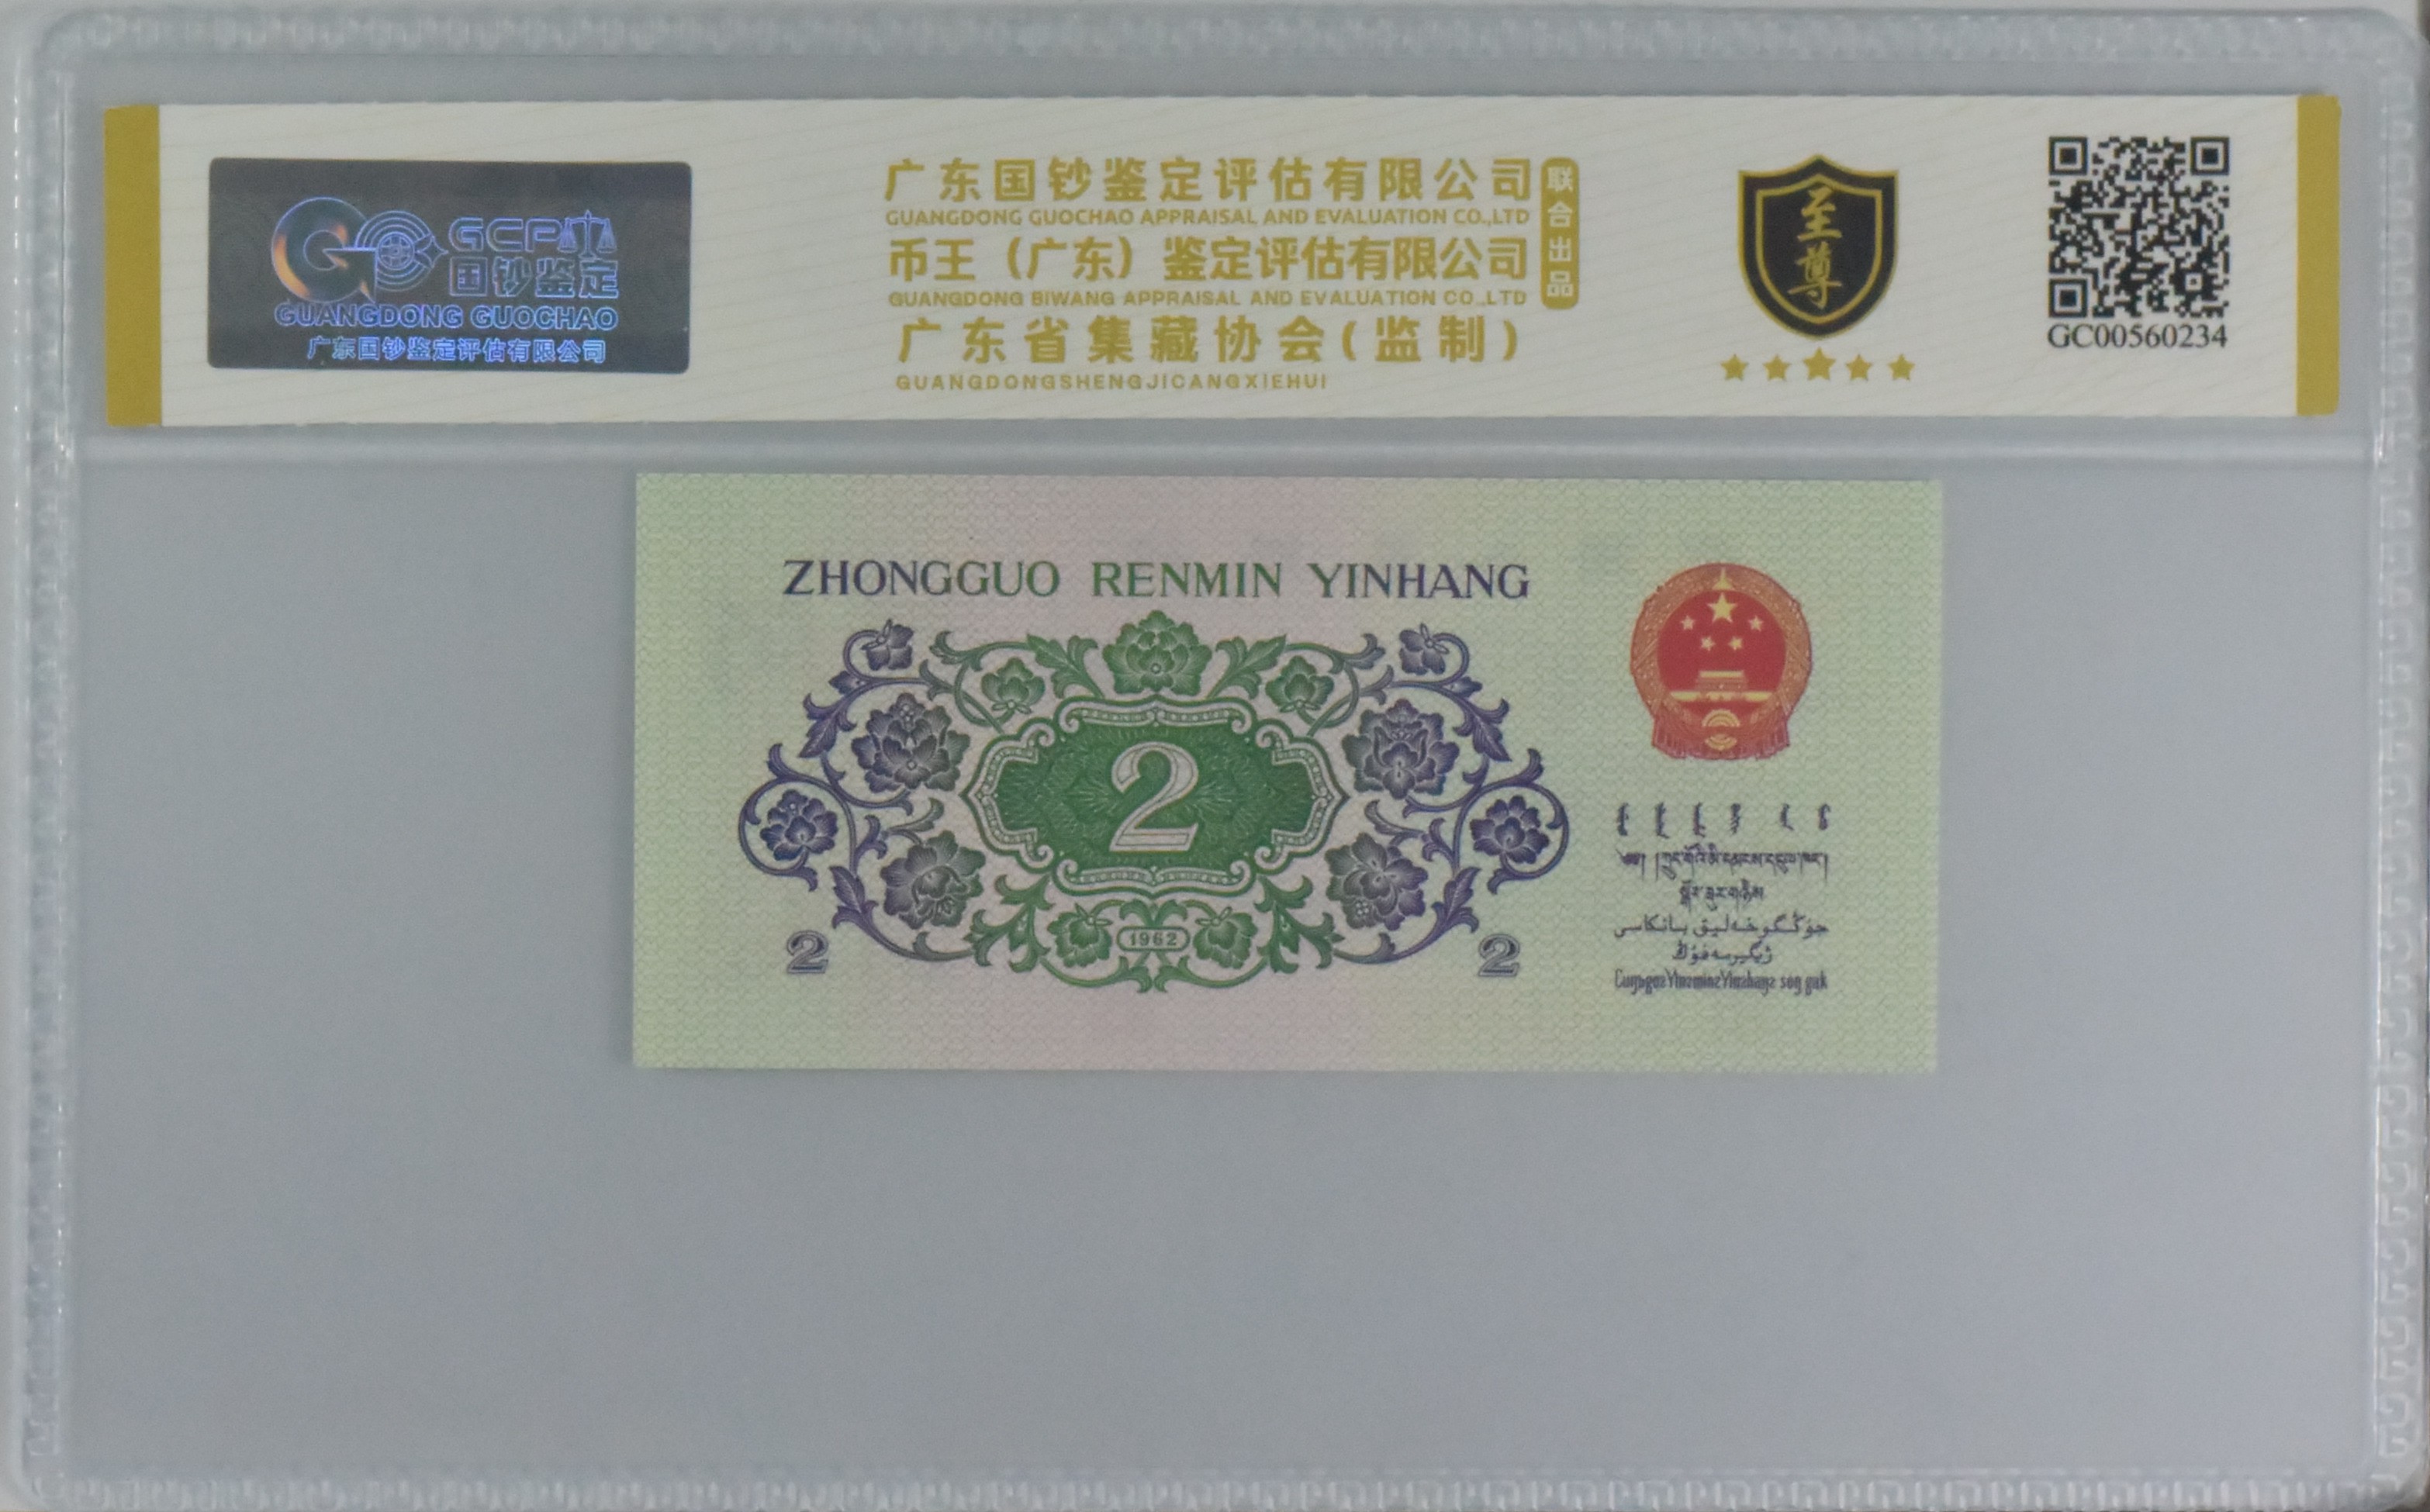 GCP
国钞鉴定
GUANGDONG GUOCHAO
广东国钞鉴定评估有限公司
广东国钞鉴定评估有限公司
GUANGDONG GUOCHAO APPRAISAL AND EVALUATION CO.,LTD
币王（广东）鉴定评估有限公司
GUANGDONG BIWANG APPRAISAL AND EVALUATION CO.,LTD
广东省集藏协会(监制)
GUANGDONGSHENGJICANGXIEHUI
联合出品
至尊
GC00560234
ZHONGGUO RENMIN YINHANG
2
1962
2
2
جۇڭگو خەلىق بانكاسى